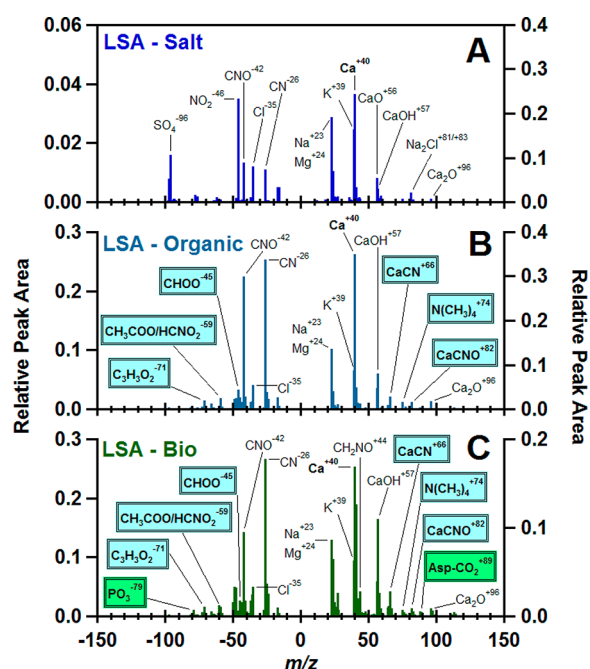 LSA - Salt
A
0.06
0.04
0.02
0.00
0.4
0.3
0.2
0.1
0.0
SO₄⁻⁹⁶
NO₂⁻⁴⁶
CNO⁻⁴²
Cl⁻³⁵
CN⁻²⁶
Na⁺²³
Mg⁺²⁴
K⁺³⁹
Ca⁺⁴⁰
CaO⁺⁵⁶
CaOH⁺⁵⁷
Na₂Cl⁺⁸¹/⁺⁸³
Ca₂O⁺⁹⁶
Relative Peak Area
Relative Peak Area
LSA - Organic
B
0.3
0.2
0.1
0.0
0.4
0.3
0.2
0.1
0.0
C₃H₃O₂⁻⁷¹
CH₃COO/HCNO₂⁻⁵⁹
CHOO⁻⁴⁵
CNO⁻⁴²
CN⁻²⁶
Cl⁻³⁵
Na⁺²³
Mg⁺²⁴
K⁺³⁹
Ca⁺⁴⁰
CaOH⁺⁵⁷
CaCN⁺⁶⁶
N(CH₃)₄⁺⁷⁴
CaCNO⁺⁸²
Ca₂O⁺⁹⁶
LSA - Bio
C
0.3
0.2
0.1
0.0
0.2
0.1
0.0
PO₃⁻⁷⁹
C₃H₃O₂⁻⁷¹
CH₃COO/HCNO₂⁻⁵⁹
CHOO⁻⁴⁵
CNO⁻⁴²
CN⁻²⁶
Cl⁻³⁵
Na⁺²³
Mg⁺²⁴
K⁺³⁹
Ca⁺⁴⁰
CH₂NO⁺⁴⁴
CaOH⁺⁵⁷
CaCN⁺⁶⁶
N(CH₃)₄⁺⁷⁴
CaCNO⁺⁸²
Asp-CO₂⁺⁸⁹
Ca₂O⁺⁹⁶
-150 -100 -50 0 50 100 150
m/z